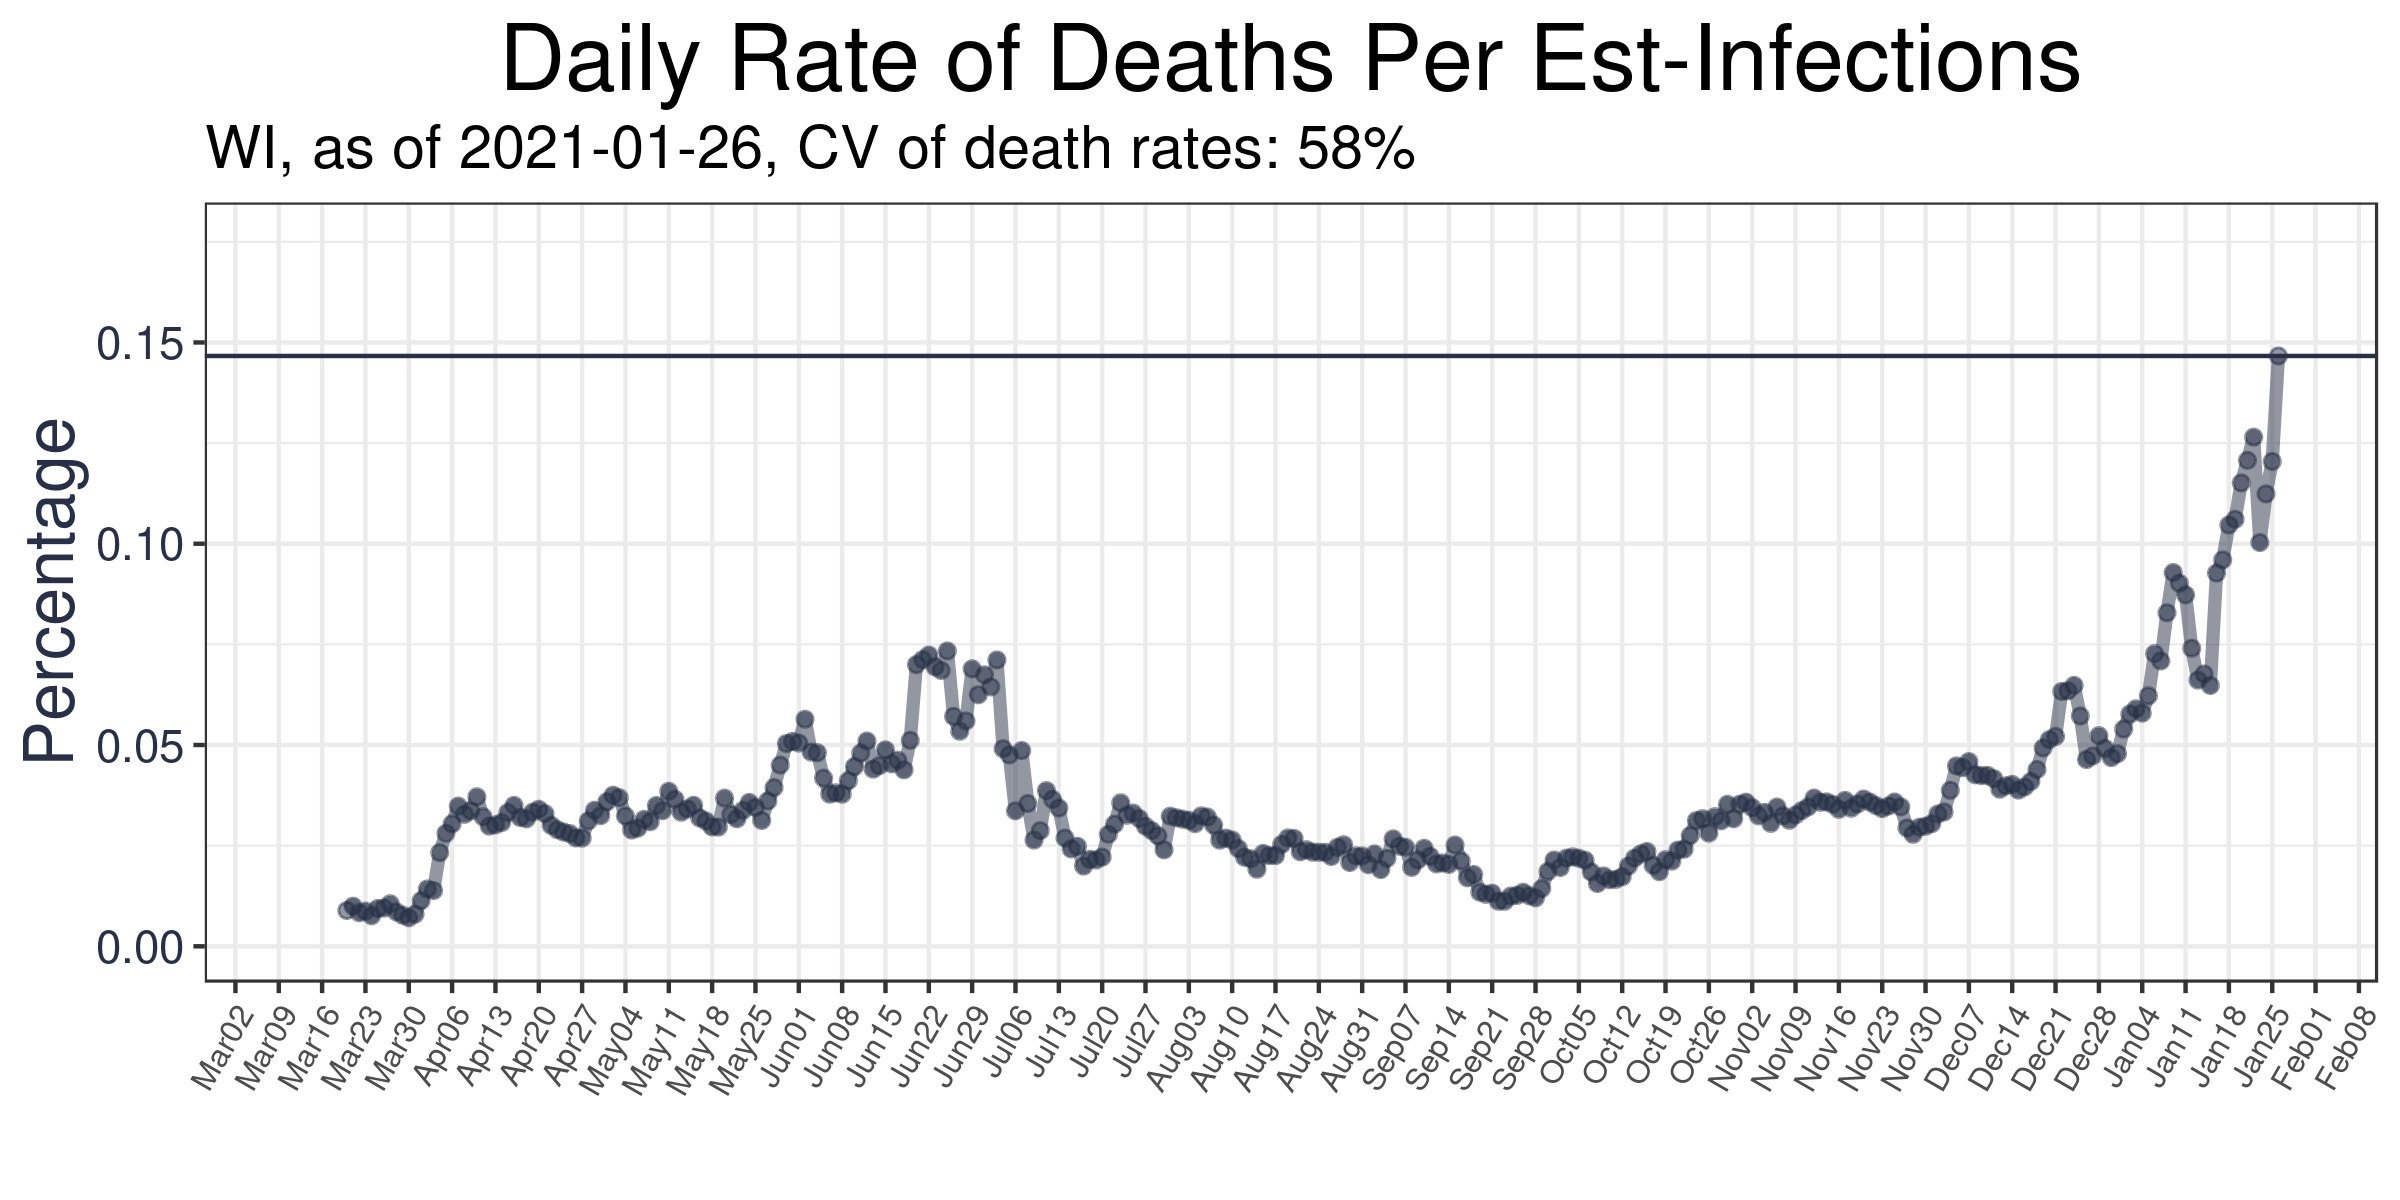 Daily Rate of Deaths Per Est-Infections
WI, as of 2021-01-26, CV of death rates: 58%
Percentage
0.15
0.10
0.05
0.00
Mar02
Mar09
Mar16
Mar23
Mar30
Apr06
Apr13
Apr20
Apr27
May04
May11
May18
May25
Jun01
Jun08
Jun15
Jun22
Jun29
Jul06
Jul13
Jul20
Jul27
Aug03
Aug10
Aug17
Aug24
Aug31
Sep07
Sep14
Sep21
Sep28
Oct05
Oct12
Oct19
Oct26
Nov02
Nov09
Nov16
Nov23
Nov30
Dec07
Dec14
Dec21
Dec28
Jan04
Jan11
Jan18
Jan25
Feb01
Feb08